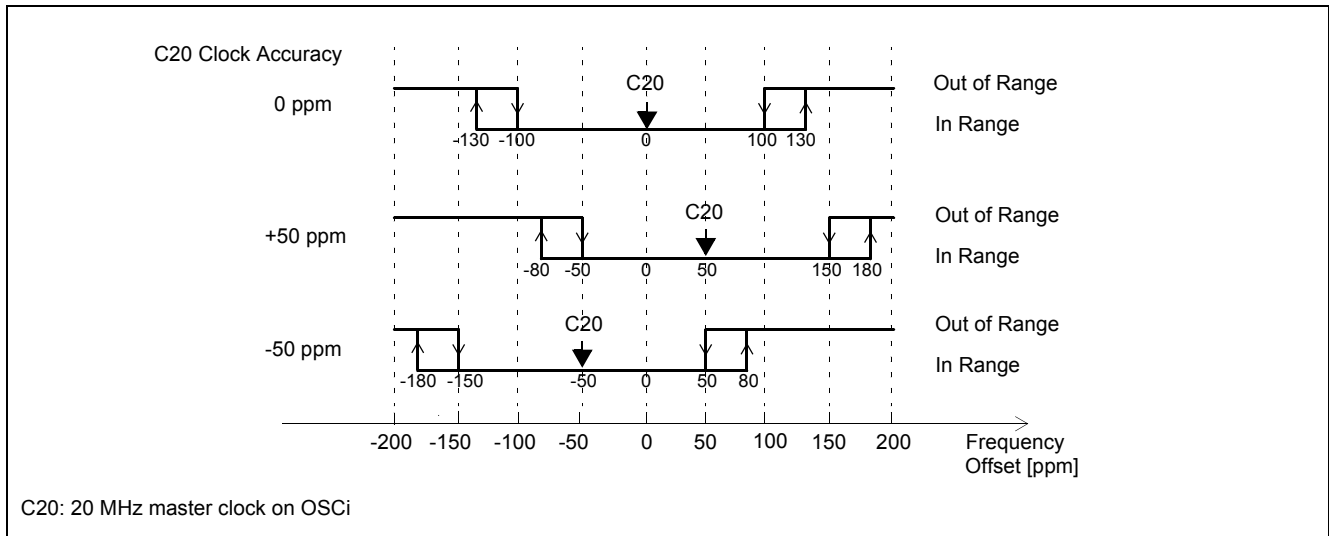 C20 Clock Accuracy
0 ppm
C20
Out of Range
In Range
-130 -100 0 100 130
+50 ppm
C20
Out of Range
In Range
-80 -50 0 50 150 180
-50 ppm
C20
Out of Range
In Range
-180 -150 -50 0 50 80
-200 -150 -100 -50 0 50 100 150 200
Frequency
Offset [ppm]
C20: 20 MHz master clock on OSCi